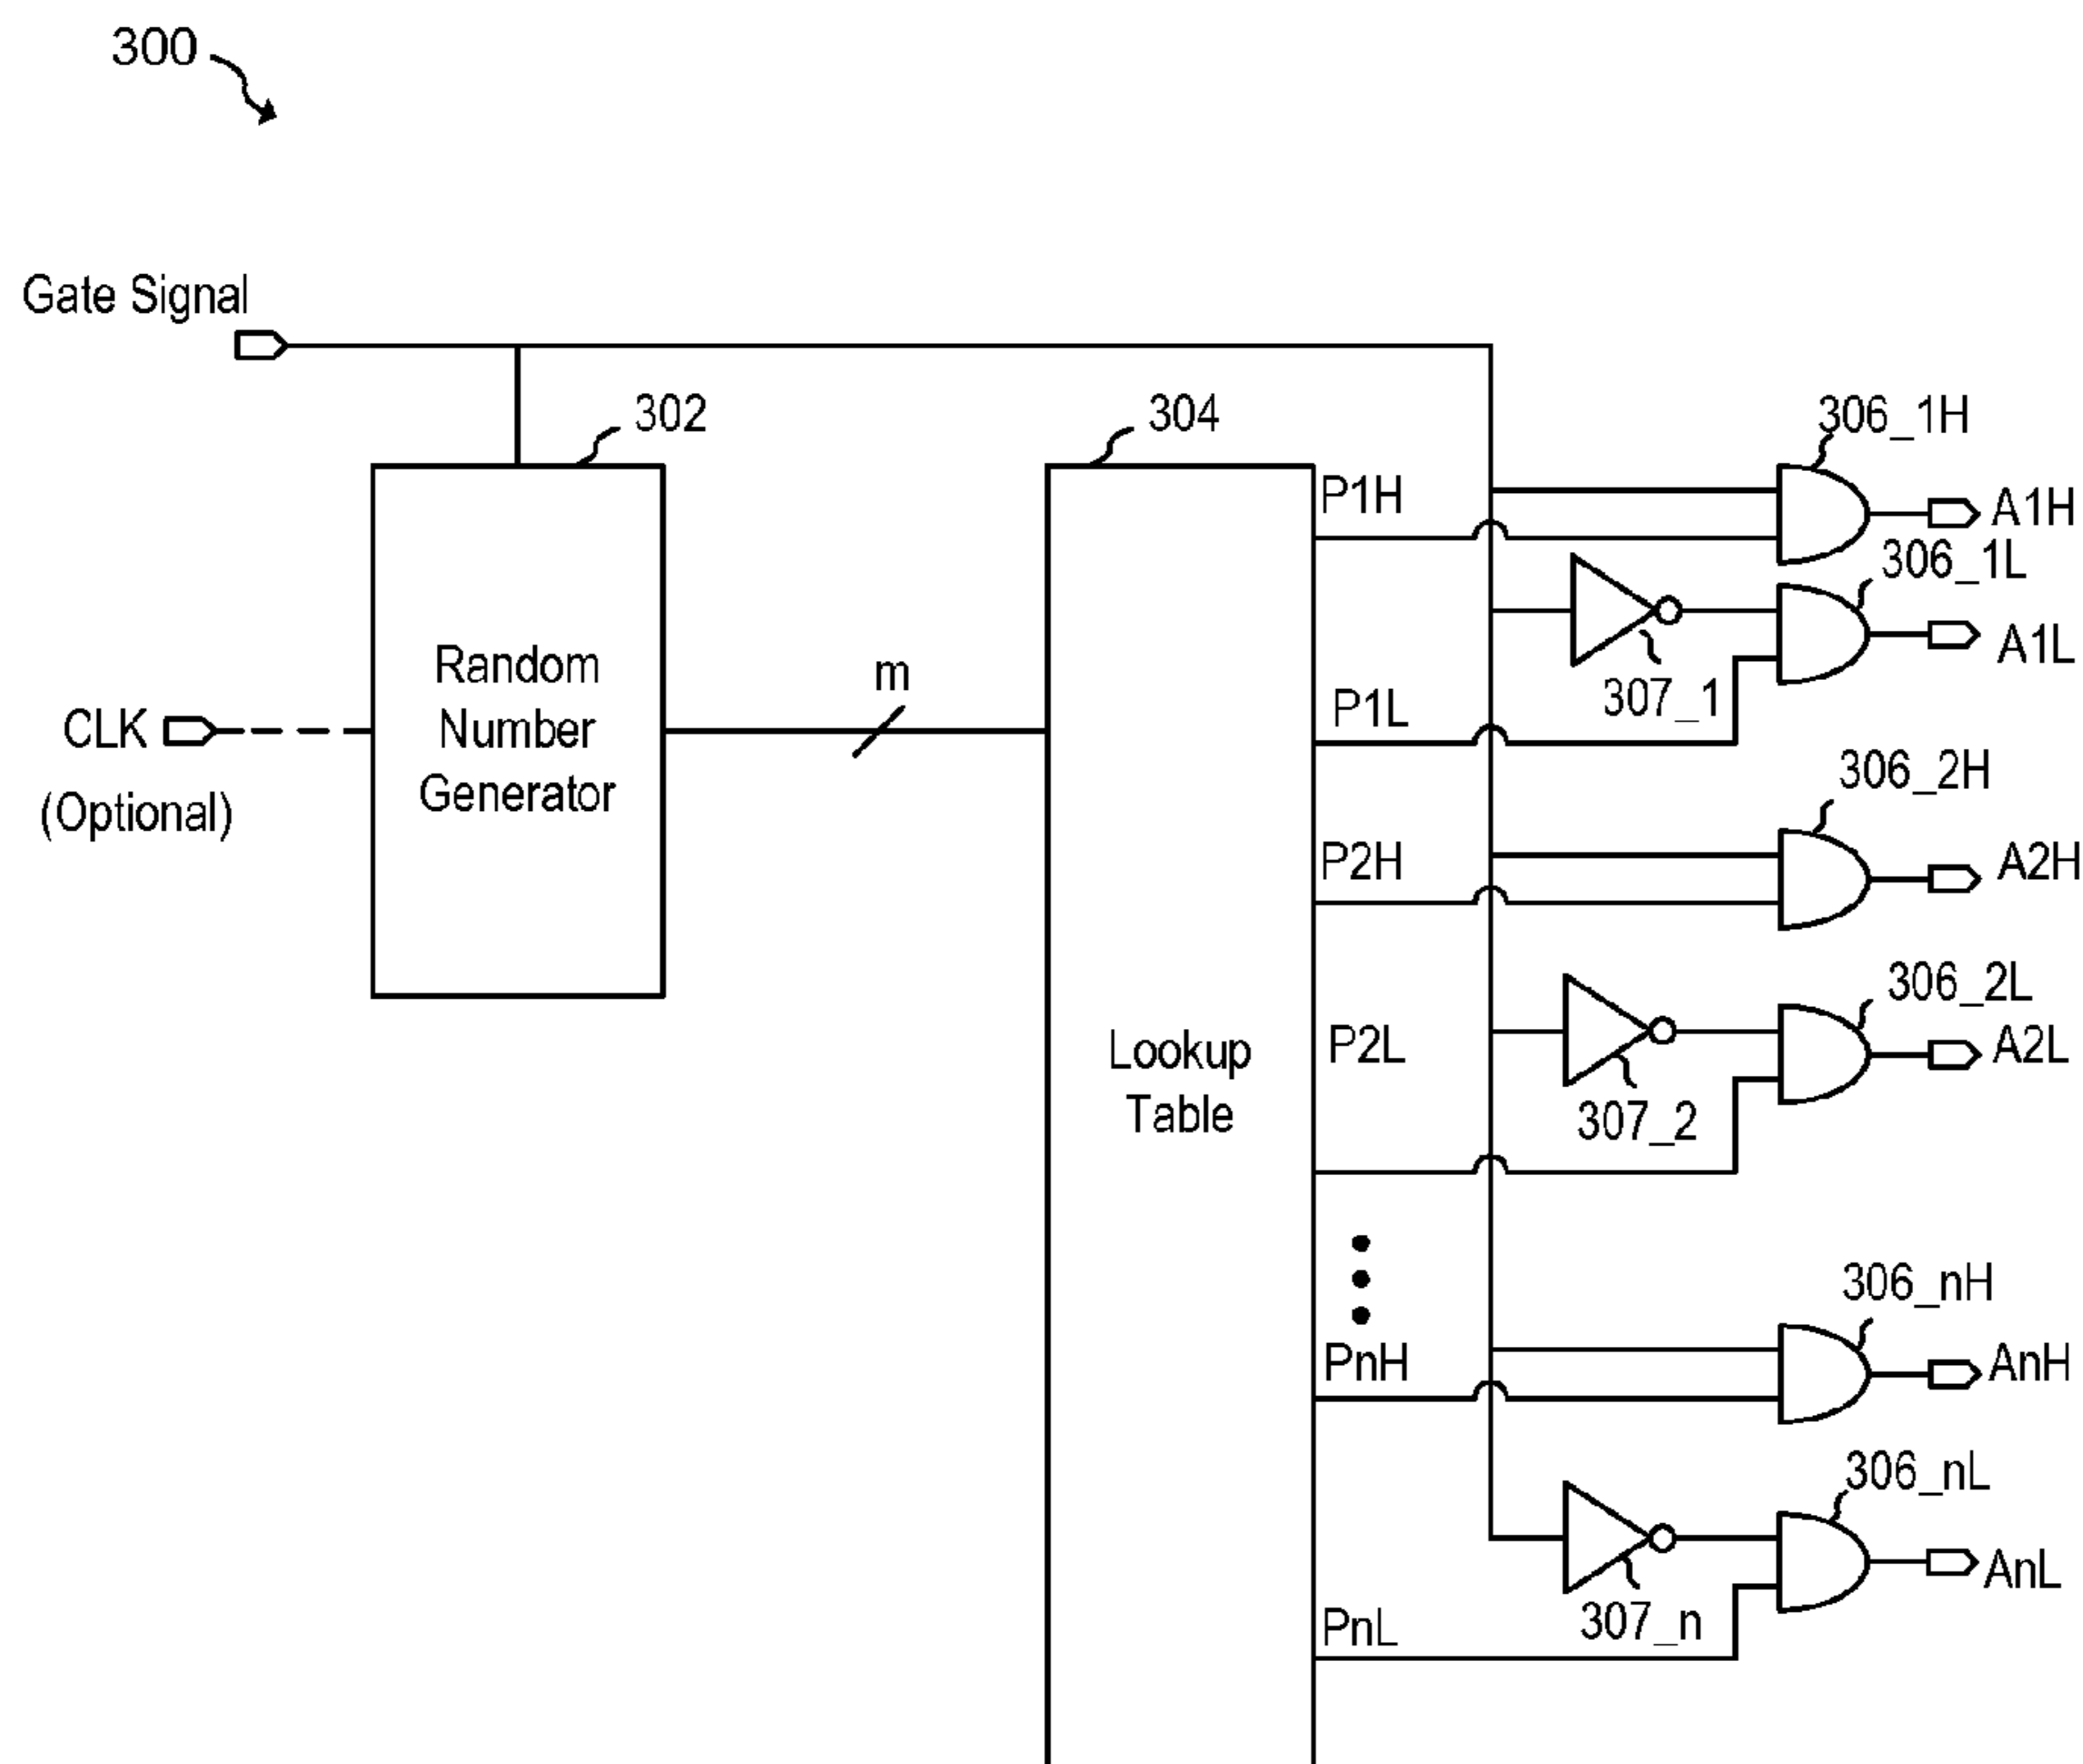 300
Gate Signal
302
304
306_1H
P1H
A1H
306_1L
Random
Number
Generator
m
P1L
307_1
A1L
CLK
(Optional)
306_2H
P2H
A2H
306_2L
Lookup
Table
P2L
A2L
307_2
306_nH
PnH
AnH
306_nL
AnL
307_n
PnL